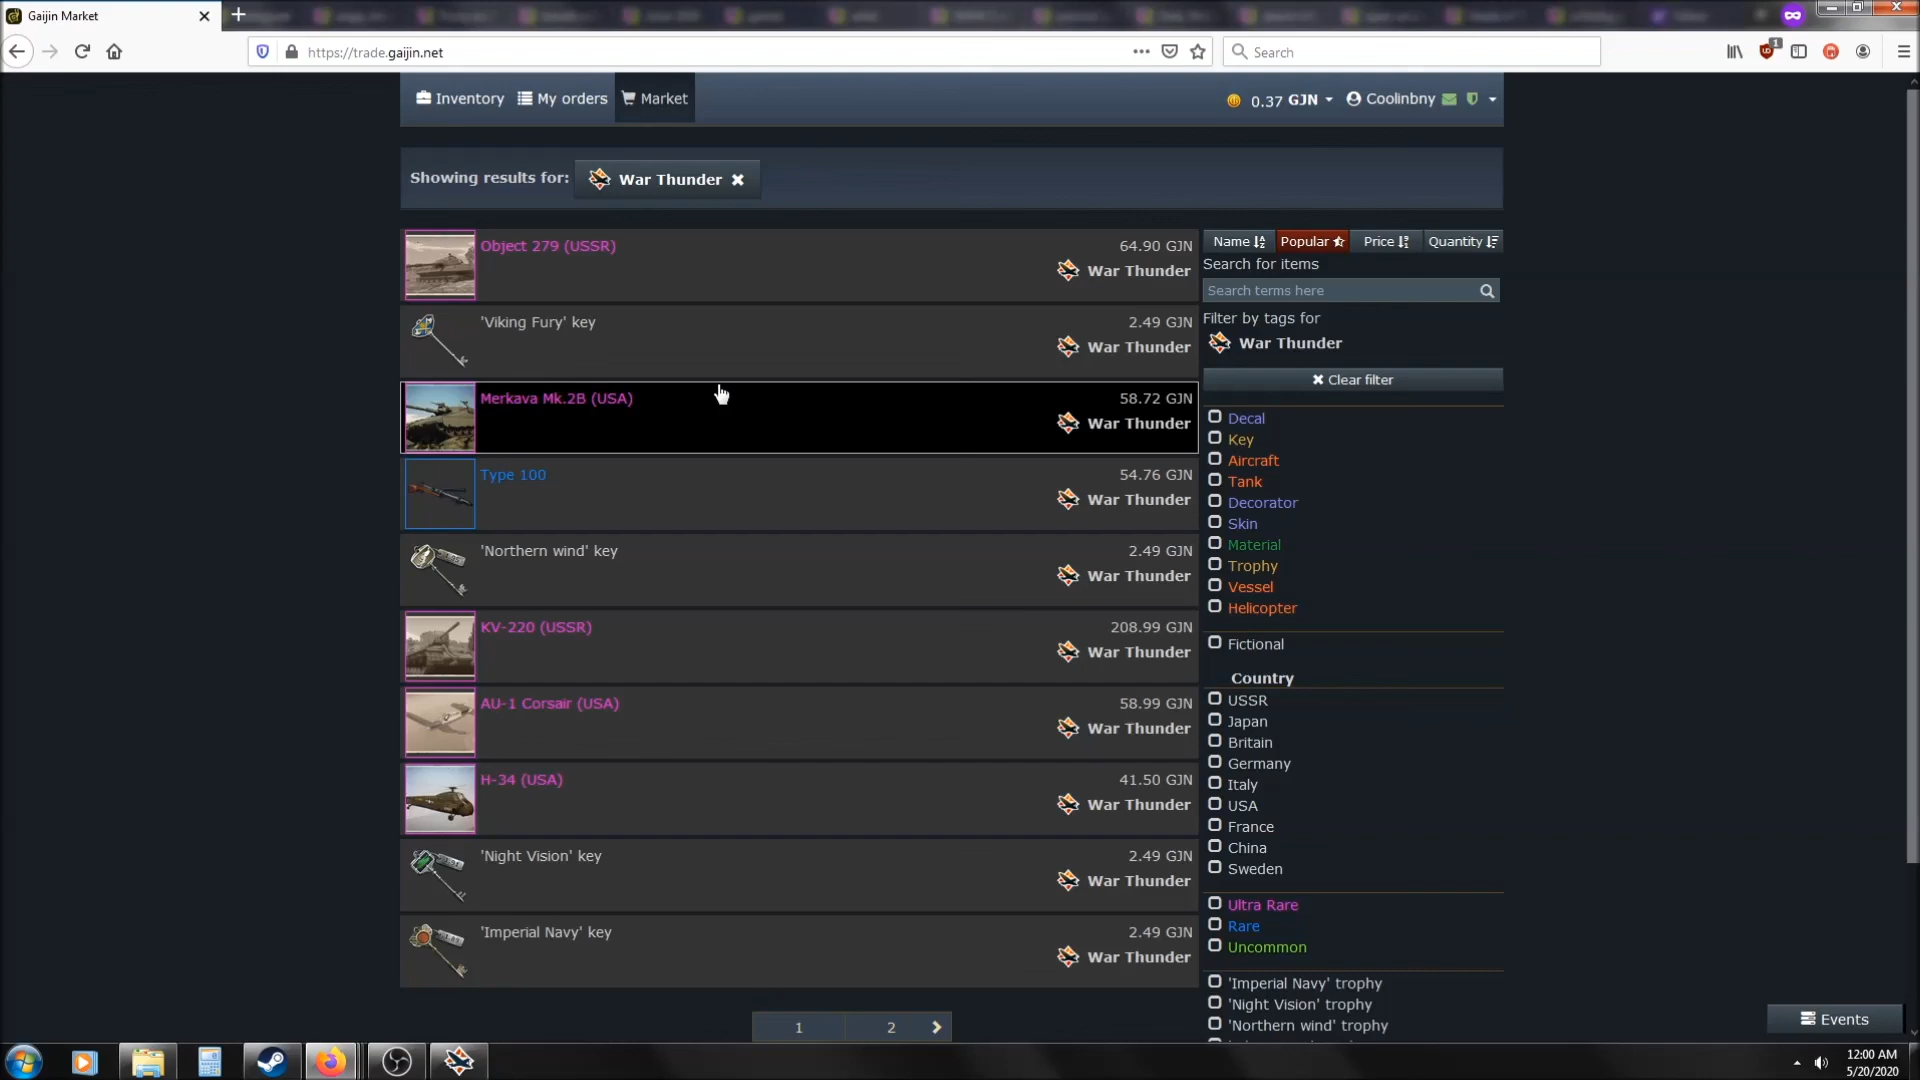 Gaijin Market
https://trade.gaijin.net
Search
1
Inventory My orders Market
0.37 GJN Coolinbny
Showing results for: War Thunder
Object 279 (USSR)
64.90 GJN
War Thunder
'Viking Fury' key
2.49 GJN
War Thunder
Merkava Mk.2B (USA)
58.72 GJN
War Thunder
Type 100
54.76 GJN
War Thunder
'Northern wind' key
2.49 GJN
War Thunder
KV-220 (USSR)
208.99 GJN
War Thunder
AU-1 Corsair (USA)
58.99 GJN
War Thunder
H-34 (USA)
41.50 GJN
War Thunder
'Night Vision' key
2.49 GJN
War Thunder
'Imperial Navy' key
2.49 GJN
War Thunder
1 2
Name Popular Price Quantity
Search for items
Search terms here
Filter by tags for
War Thunder
Clear filter
Decal
Key
Aircraft
Tank
Decorator
Skin
Material
Trophy
Vessel
Helicopter
Fictional
Country
USSR
Japan
Britain
Germany
Italy
USA
France
China
Sweden
Ultra Rare
Rare
Uncommon
'Imperial Navy' trophy
'Night Vision' trophy
'Northern wind' trophy
Events
12:00 AM
5/20/2020